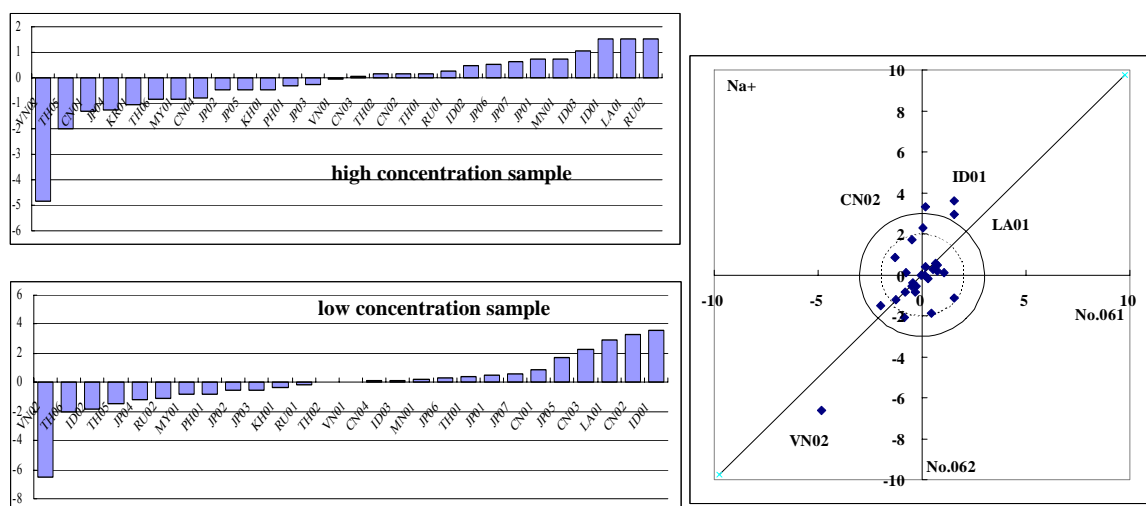 2
1
0
-1
-2
-3
-4
-5
-6
VN02 TH05 CN01 JP04 KR01 TH06 MY01 CN04 JP02 JP05 KH01 PH01 JP03 VN01 CN03 TH02 CN02 TH01 RU01 ID02 JP06 JP07 JP01 MN01 ID03 ID01 LA01 RU02
high concentration sample
6
4
2
0
-2
-4
-6
-8
low concentration sample
VN02 TH06 ID02 TH05 JP04 RU02 MY01 PH01 JP02 JP03 KH01 RU01 TH02 VN01 CN04 ID03 MN01 JP06 TH01 JP01 JP07 CN01 JP05 CN03 LA01 CN02 ID01
Na+
10
8
6
ID01
CN02
4
LA01
2
0
-10 -5 0 5 10
No.061
-2
-4
-6
VN02
-8
No.062
-10